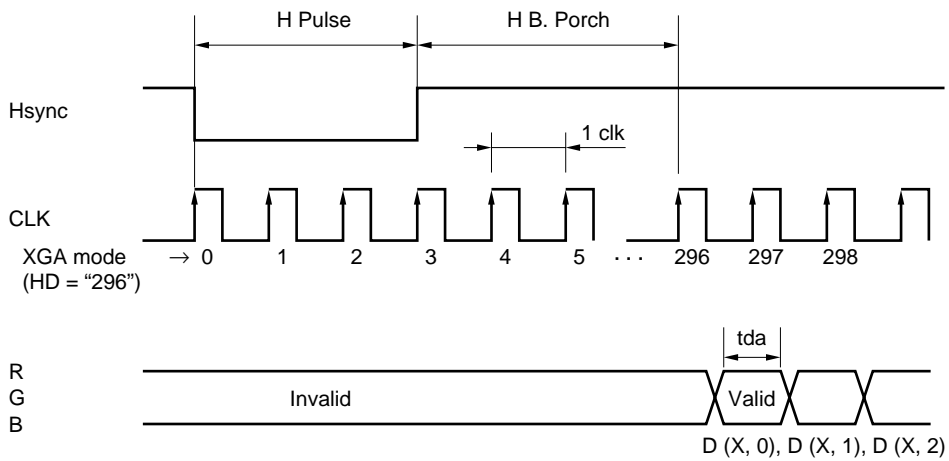 H Pulse H B. Porch
Hsync
1 clk
CLK
XGA mode → 0 1 2 3 4 5 ··· 296 297 298
(HD = “296”)
tda
R
G Invalid Valid
B
D (X, 0), D (X, 1), D (X, 2)